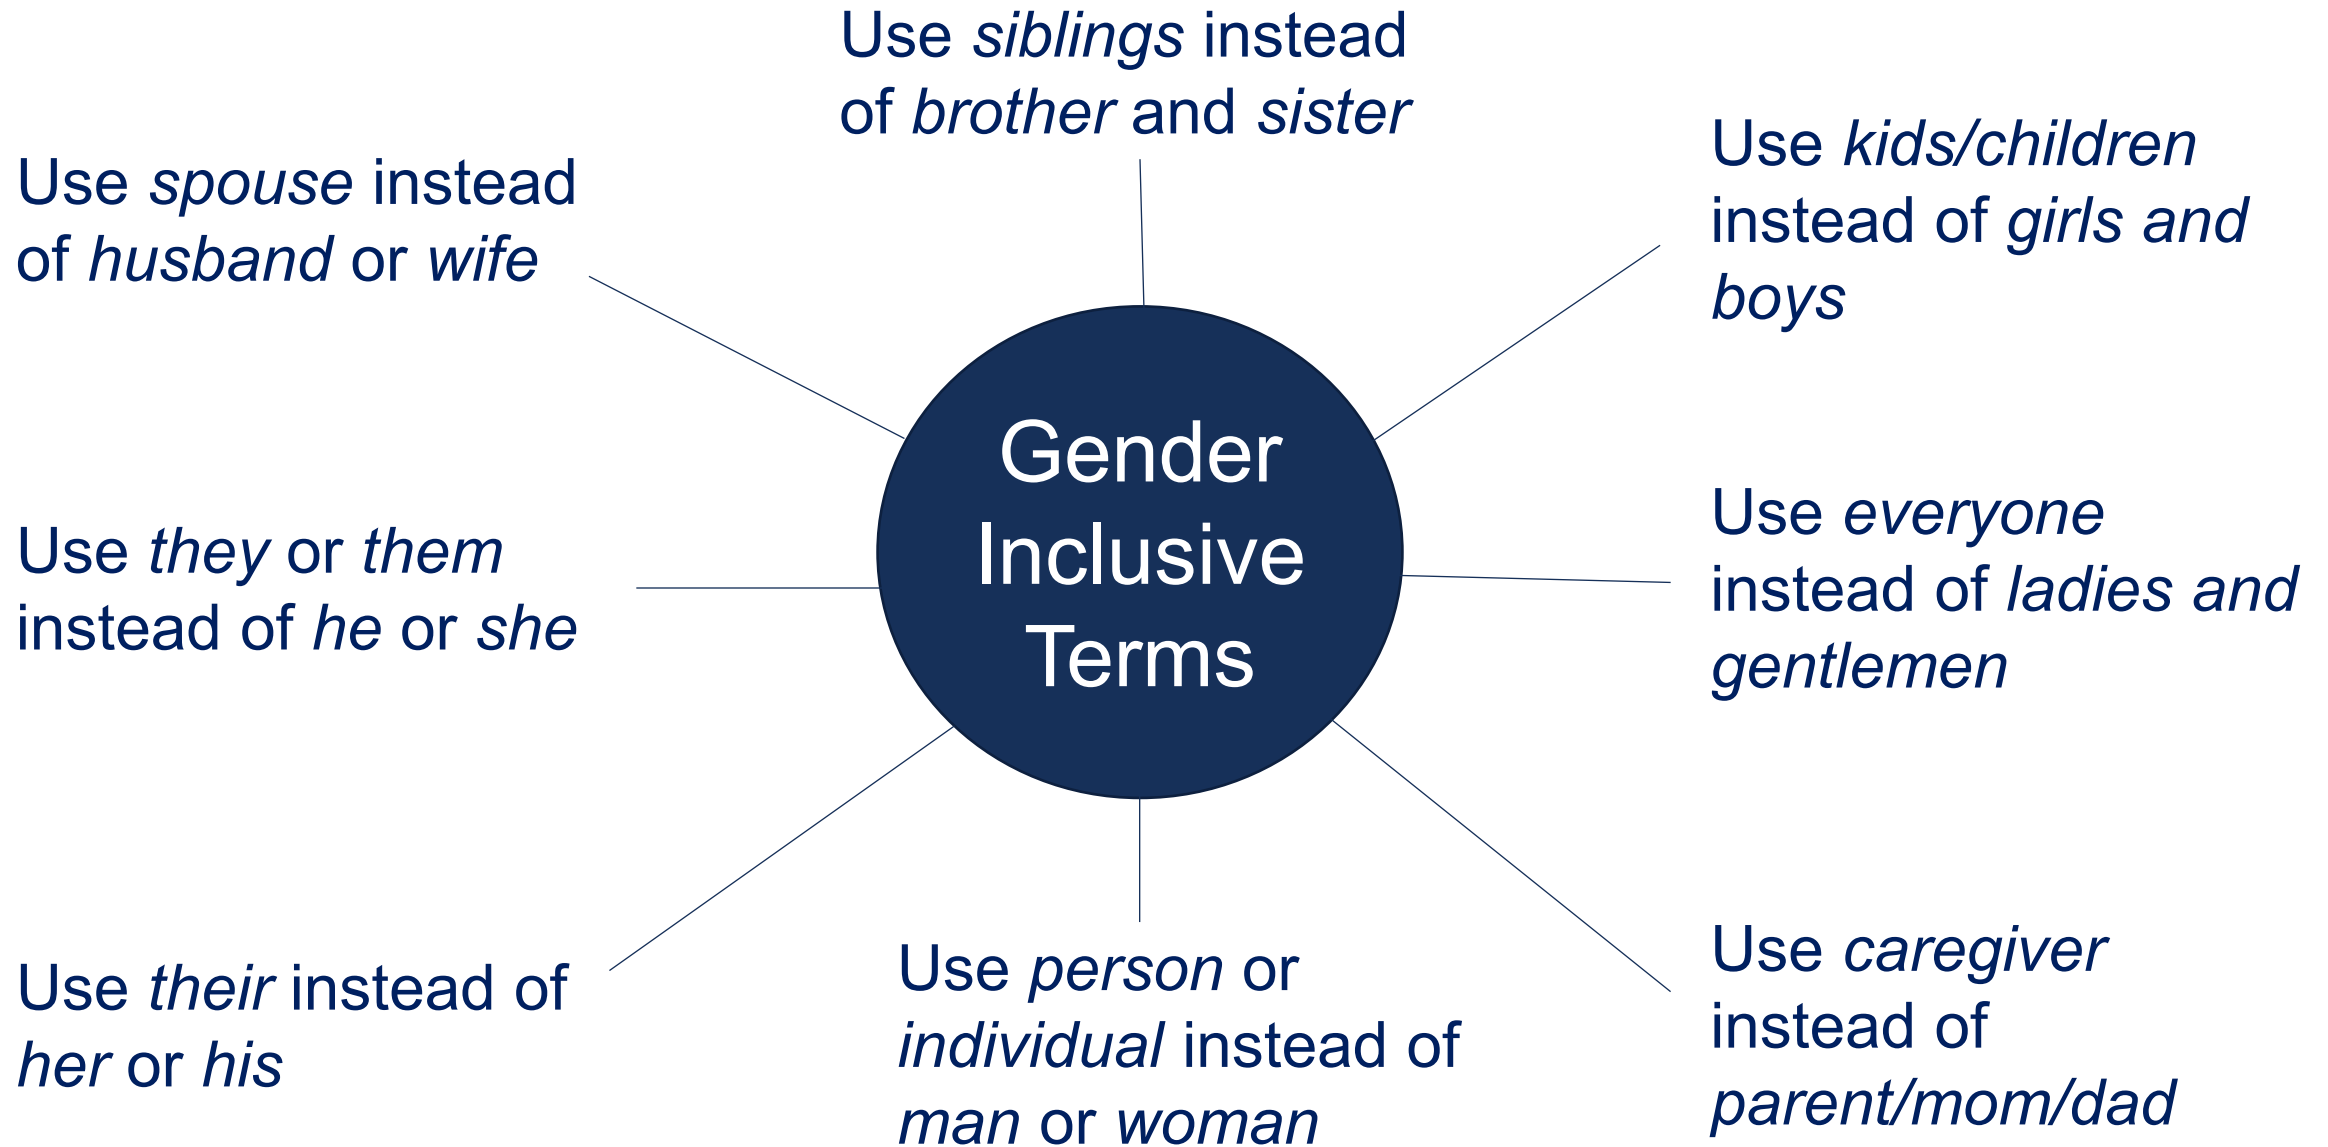 Use siblings instead
of brother and sister
Use spouse instead
of husband or wife
Use kids/children
instead of girls and
boys
Gender
Inclusive
Terms
Use they or them
instead of he or she
Use everyone
instead of ladies and
gentlemen
Use their instead of
her or his
Use person or
individual instead of
man or woman
Use caregiver
instead of
parent/mom/dad